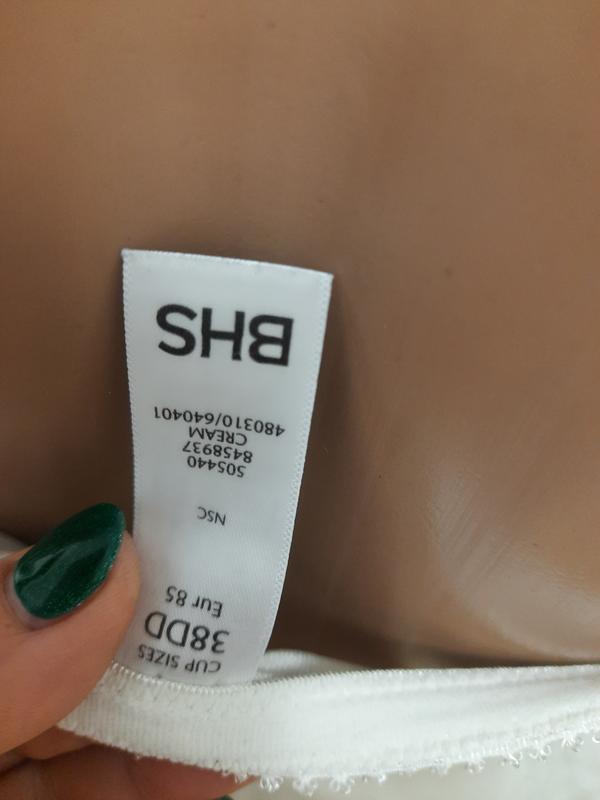 CUP SIZES
38DD
Eur 85
NSC
505440
8458937
CREAM
480310/640401
BHS